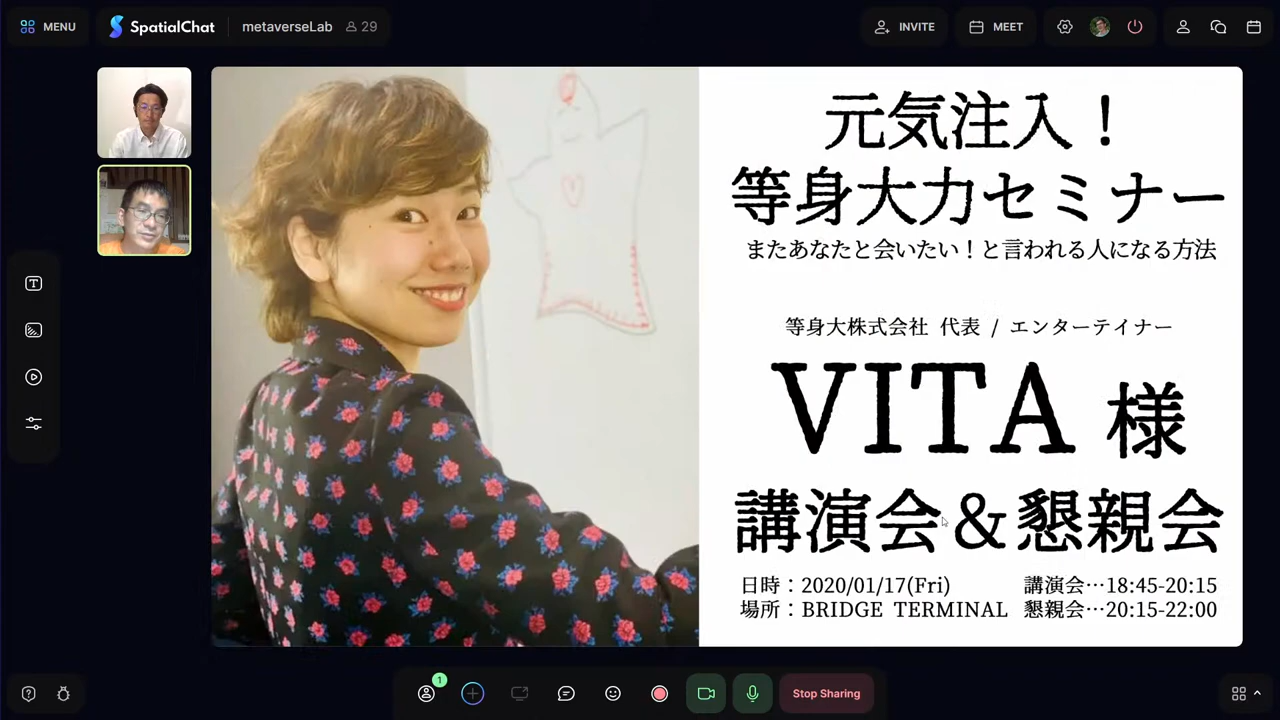 MENU
SpatialChat
metaverseLab
29
INVITE
MEET
元気注入！
等身大力セミナー
またあなたと会いたい！と言われる人になる方法
等身大株式会社 代表 / エンターテイナー
VITA 様
講演会＆懇親会
日時：2020/01/17(Fri) 講演会…18:45-20:15
場所：BRIDGE TERMINAL 懇親会…20:15-22:00
1
Stop Sharing